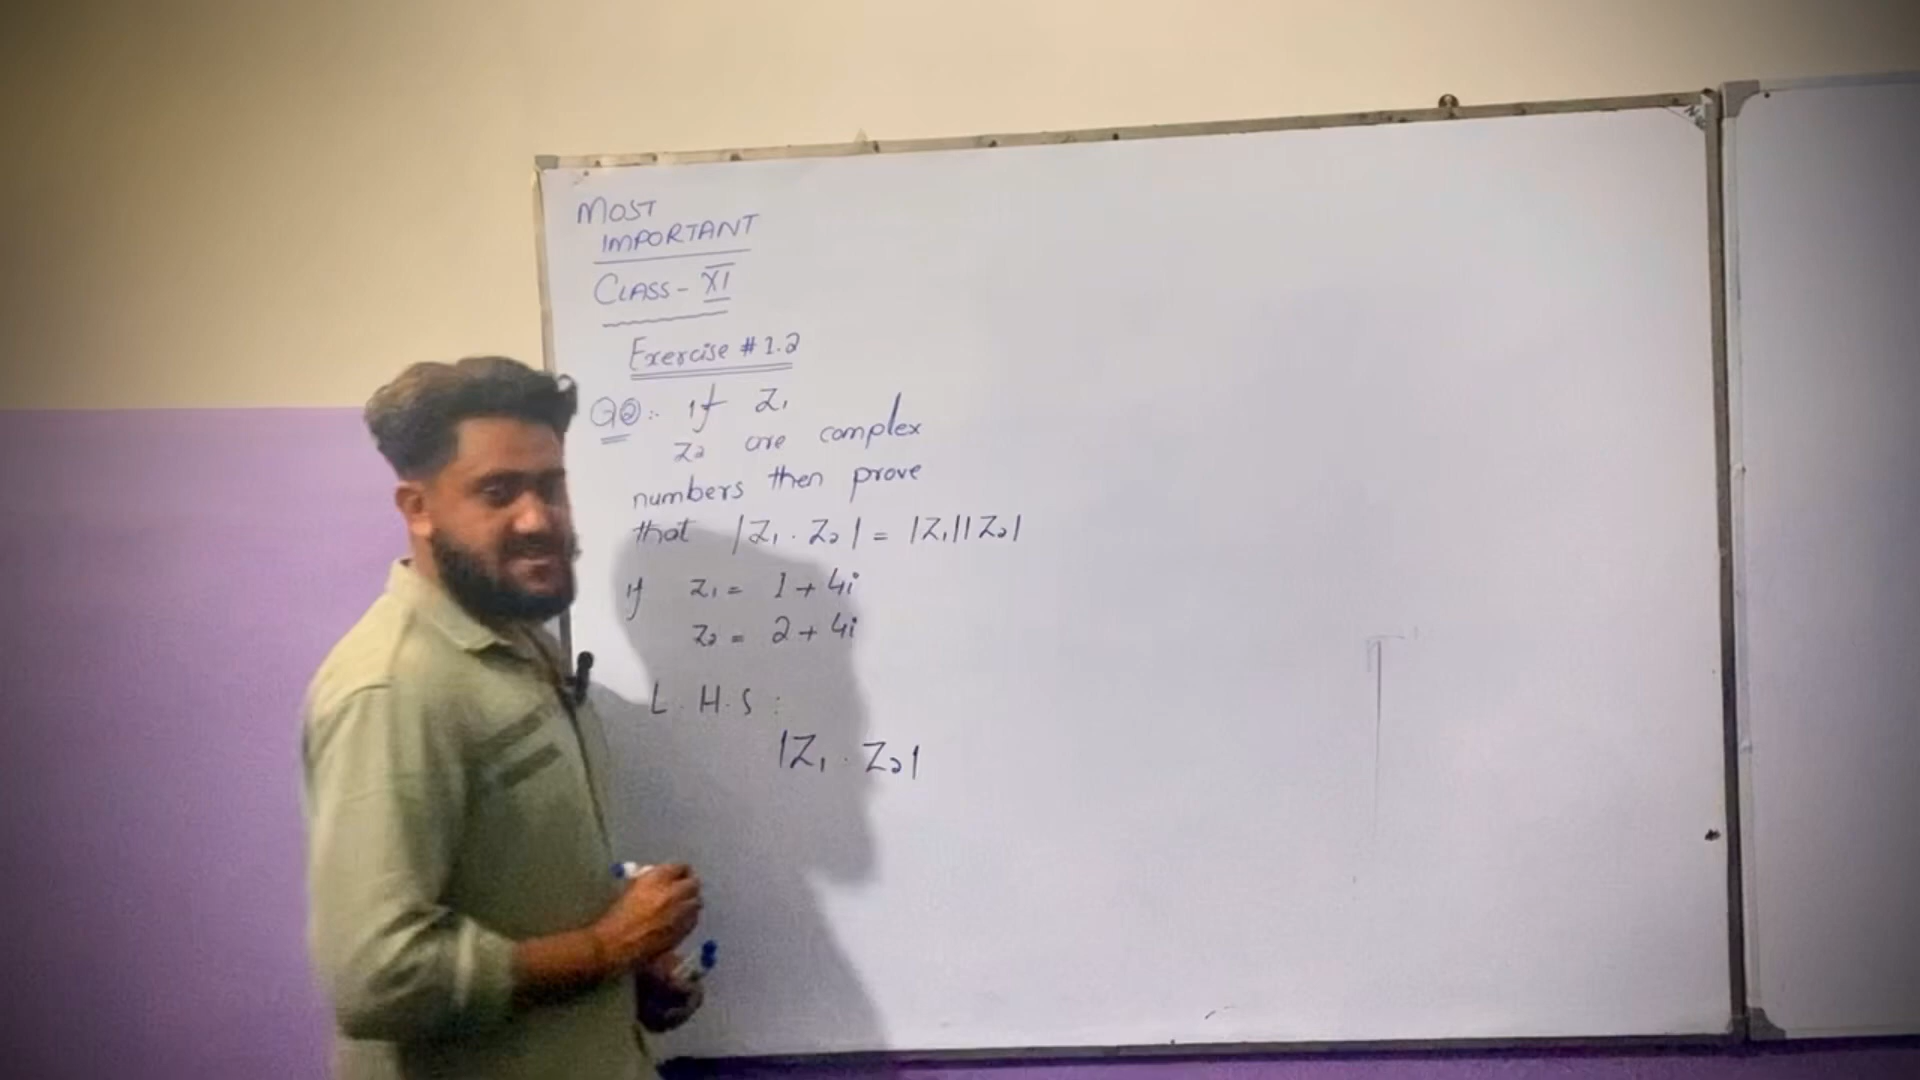 MOST
IMPORTANT
CLASS - XI
Exercise # 1.2
Q2:- If Z₁
Z₂ are complex
numbers then prove
that |Z₁ . Z₂| = |Z₁||Z₂|
if Z₁ = 1 + 4i
Z₂ = 2 + 4i
L.H.S :
|Z₁ . Z₂|